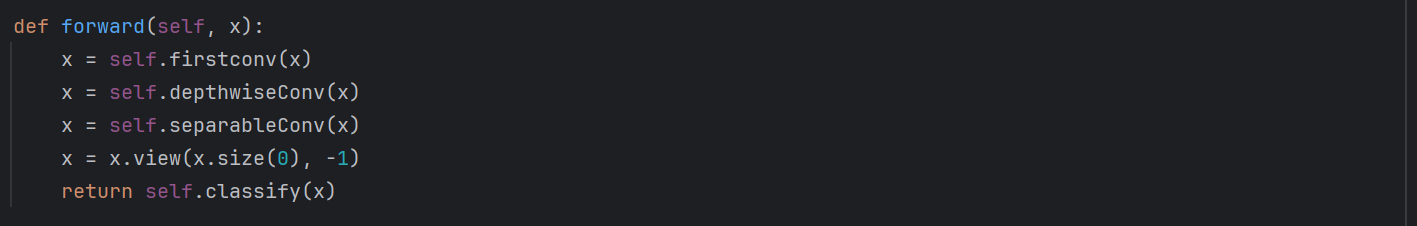 def forward(self, x):
    x = self.firstconv(x)
    x = self.depthwiseConv(x)
    x = self.separableConv(x)
    x = x.view(x.size(0), -1)
    return self.classify(x)